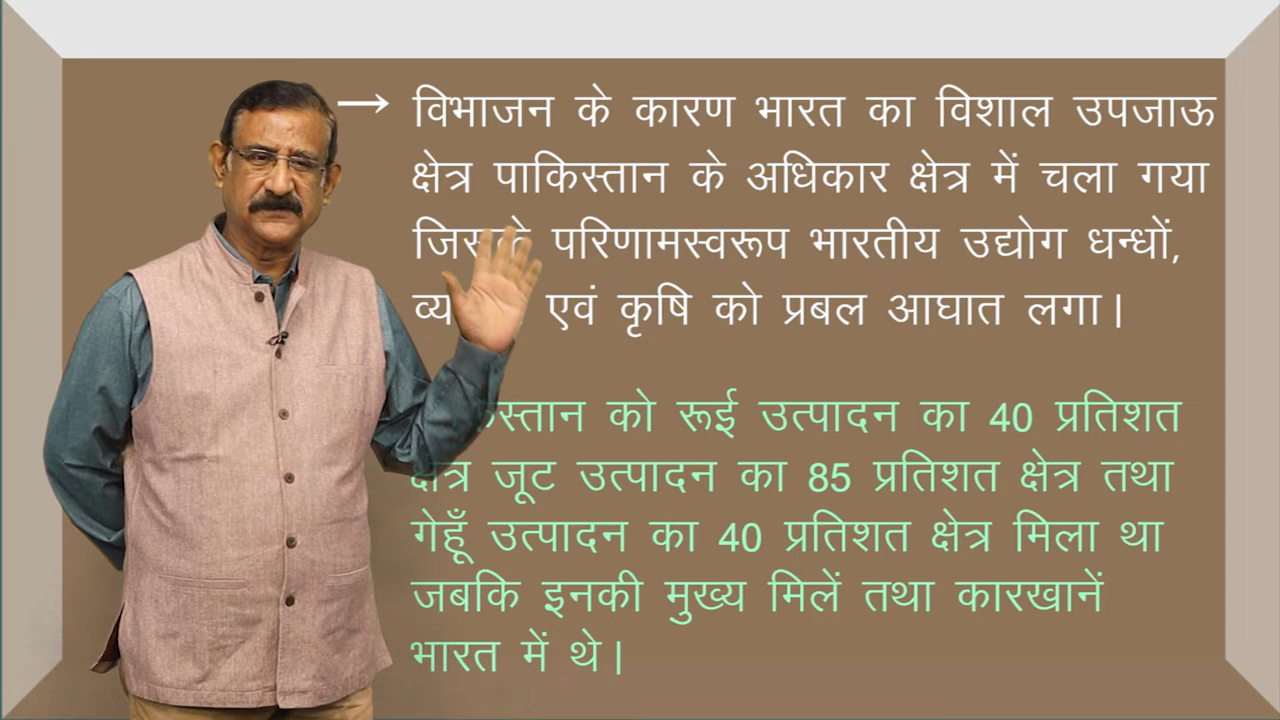 → विभाजन के कारण भारत का विशाल उपजाऊ
क्षेत्र पाकिस्तान के अधिकार क्षेत्र में चला गया
जिसके परिणामस्वरूप भारतीय उद्योग धन्धों,
एवं कृषि को प्रबल आघात लगा।
को रूई उत्पादन का 40 प्रतिशत
क्षेत्र जूट उत्पादन का 85 प्रतिशत क्षेत्र तथा
गेहूँ उत्पादन का 40 प्रतिशत क्षेत्र मिला था
जबकि इनकी मुख्य मिलें तथा कारखानें
भारत में थे।